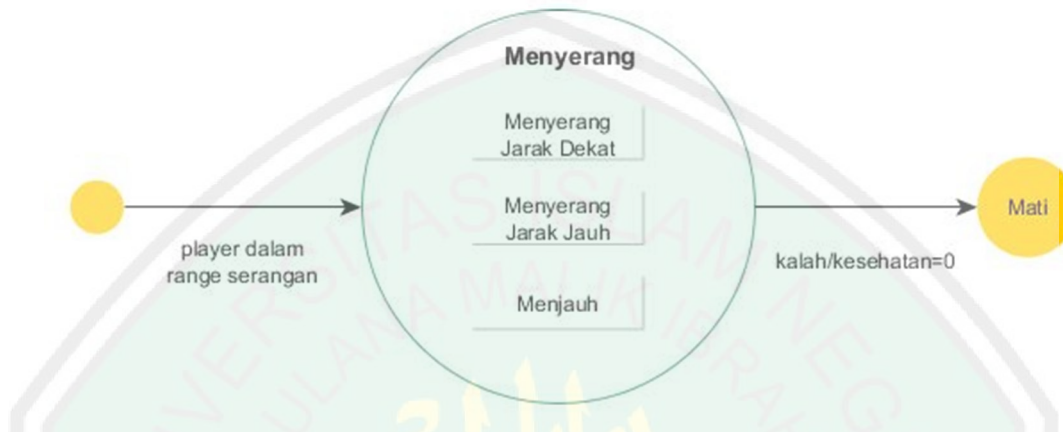 Menyerang
Menyerang
Jarak Dekat
Menyerang
Jarak Jauh
Menjauh
player dalam
range serangan
kalah/kesehatan=0
Mati